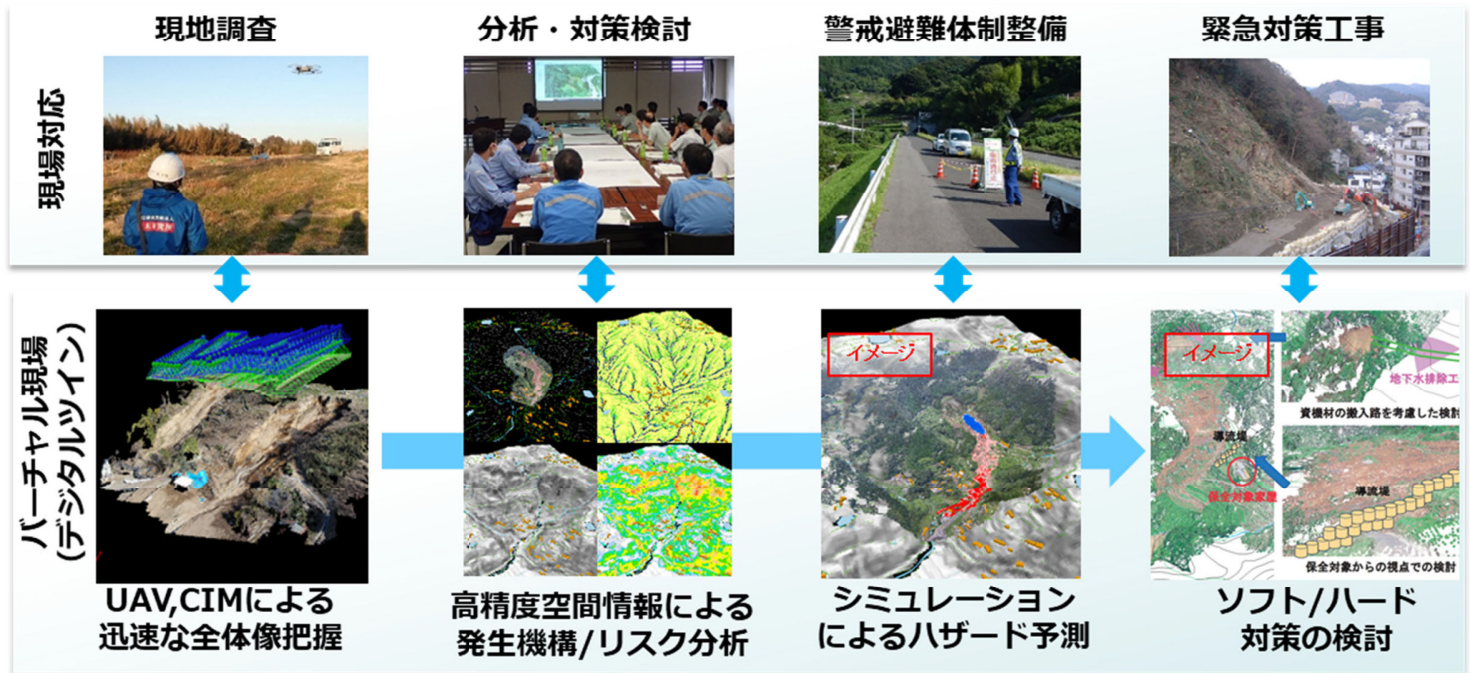 現地調査
分析・対策検討
警戒避難体制整備
緊急対策工事
現場対応
バーチャル現場
(デジタルツイン)
イメージ
イメージ
地下水排除工
資機材の搬入路を考慮した検討
導流堤
保全対象家屋
導流堤
保全対象からの視点での検討
UAV,CIMによる
迅速な全体像把握
高精度空間情報による
発生機構/リスク分析
シミュレーション
によるハザード予測
ソフト/ハード
対策の検討